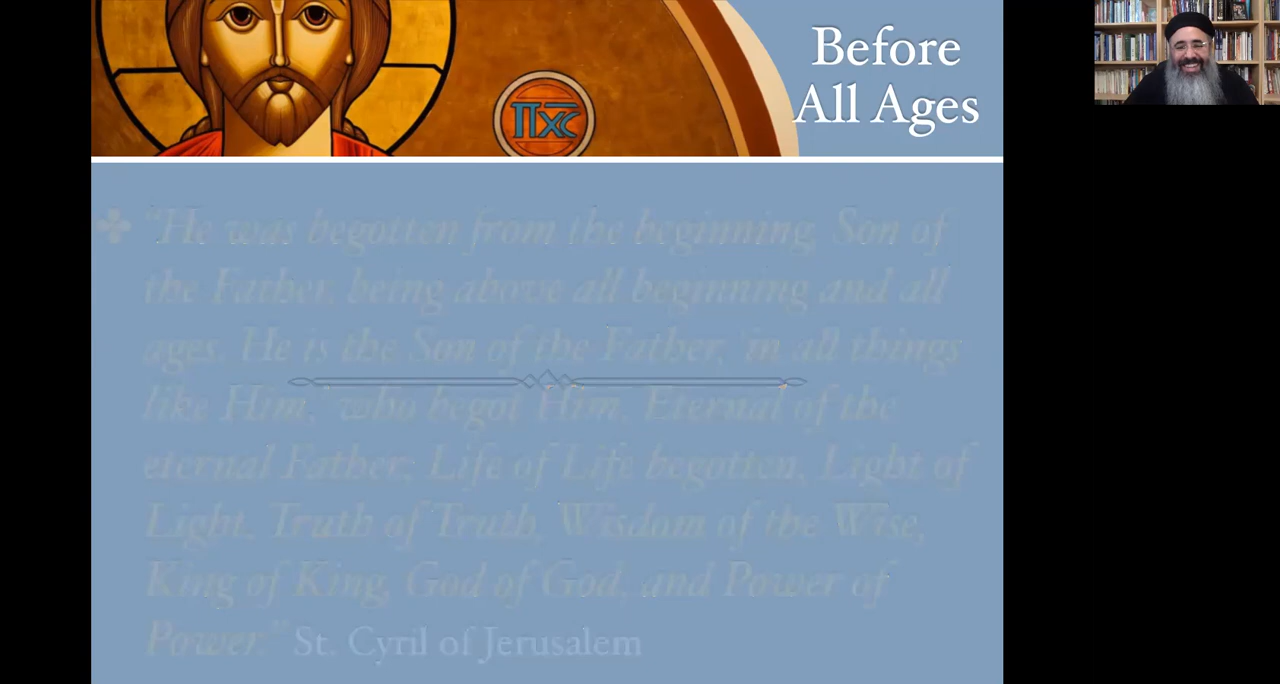 Before
All Ages
Ⲡⲭ̅ⲥ̅
✤ "He was begotten from the beginning, Son of
the Father, being above all beginning and all
ages. He is the Son of the Father, 'in all things
like Him,' who begot Him, Eternal of the
eternal Father; Life of Life begotten, Light of
Light, Truth of Truth, Wisdom of the Wise,
King of King, God of God, and Power of
Power." St. Cyril of Jerusalem